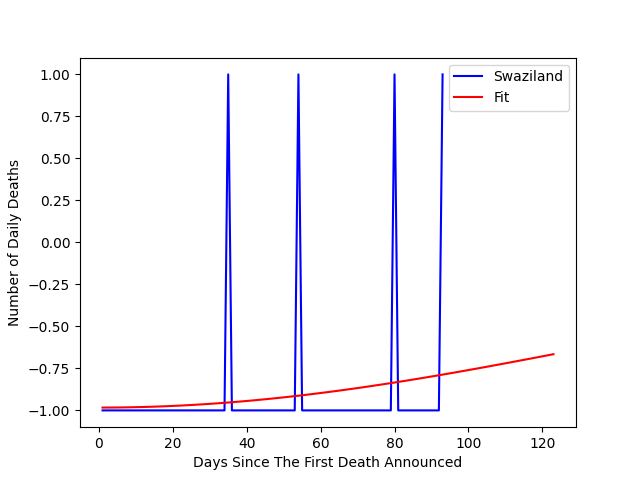 Swaziland
Fit
1.00
0.75
0.50
0.25
0.00
−0.25
−0.50
−0.75
−1.00
Number of Daily Deaths
0 20 40 60 80 100 120
Days Since The First Death Announced